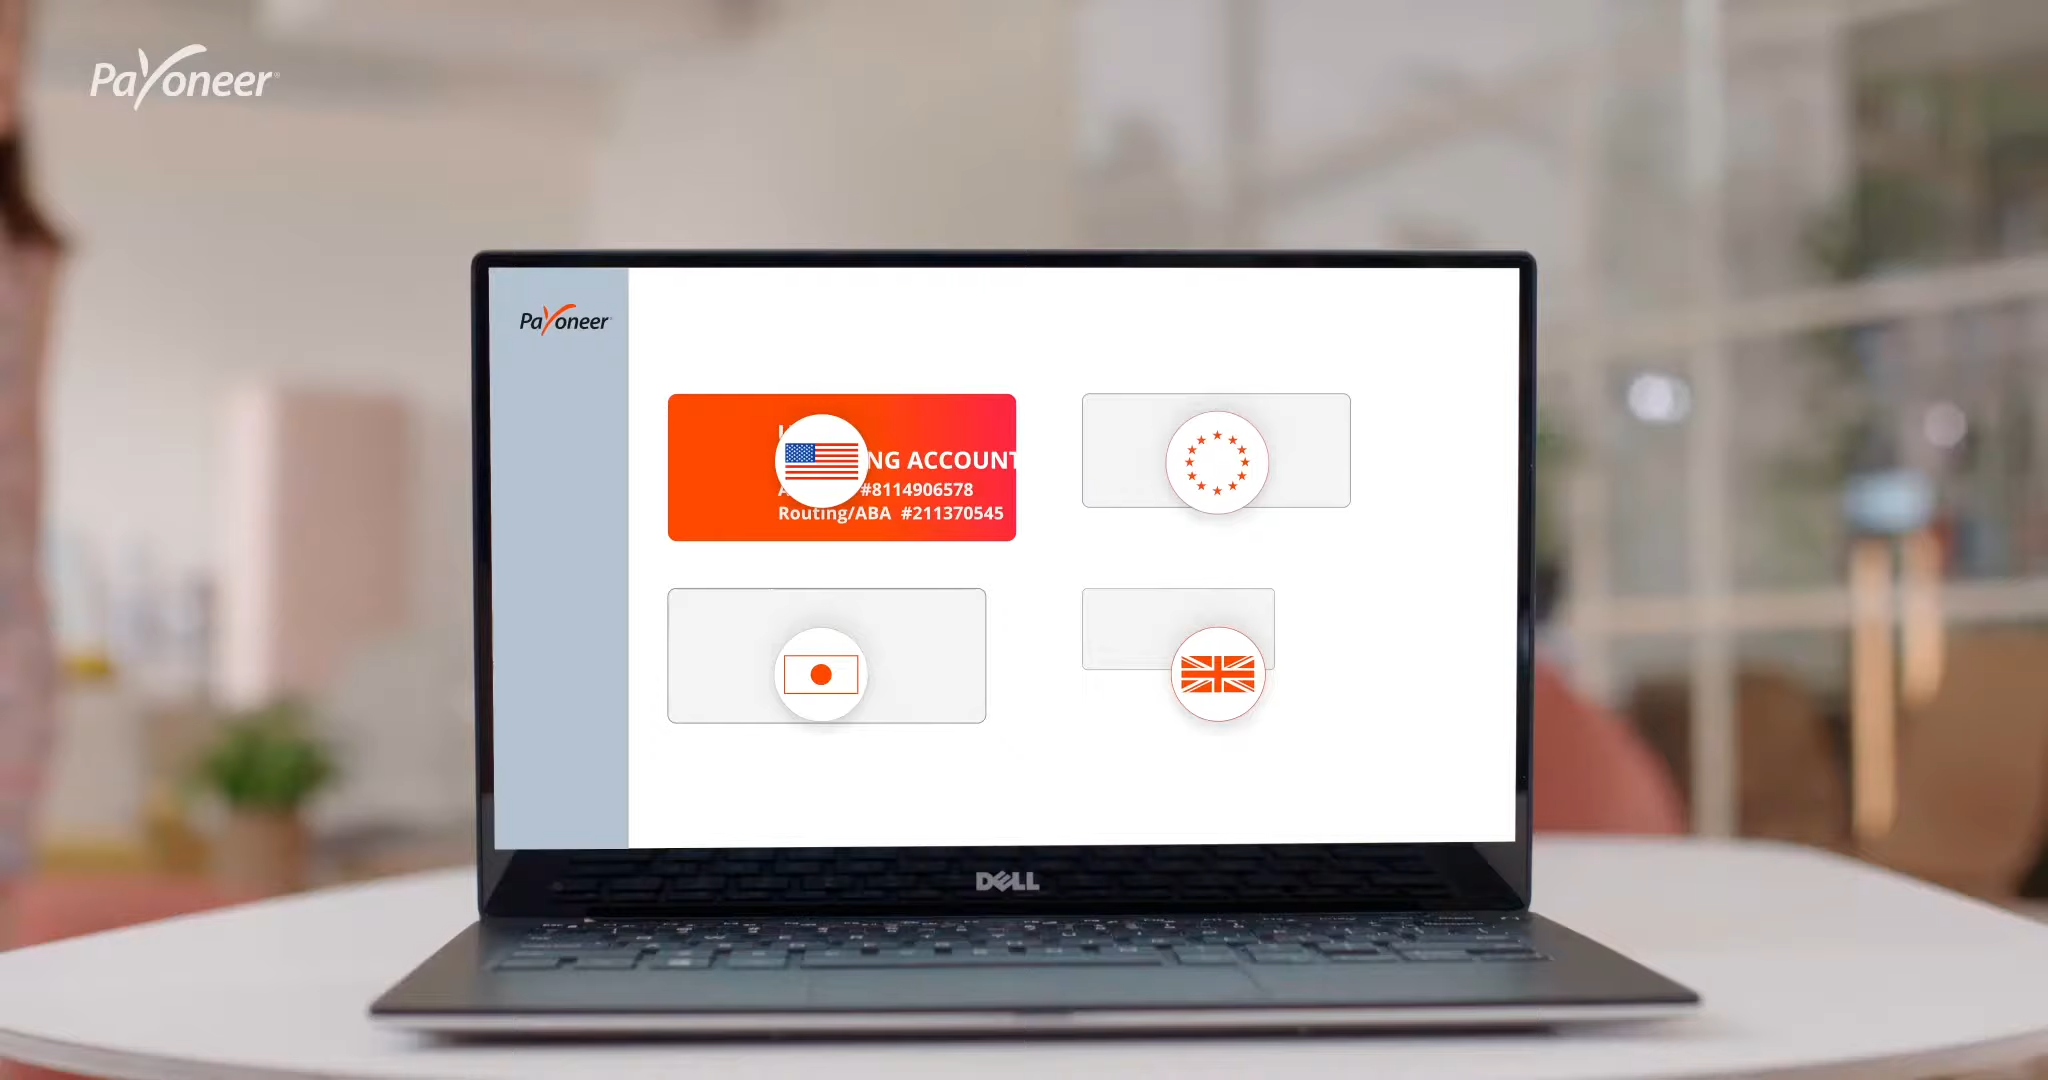 Payoneer
Payoneer
NG ACCOUNT
#8114906578
Routing/ABA #211370545
DELL